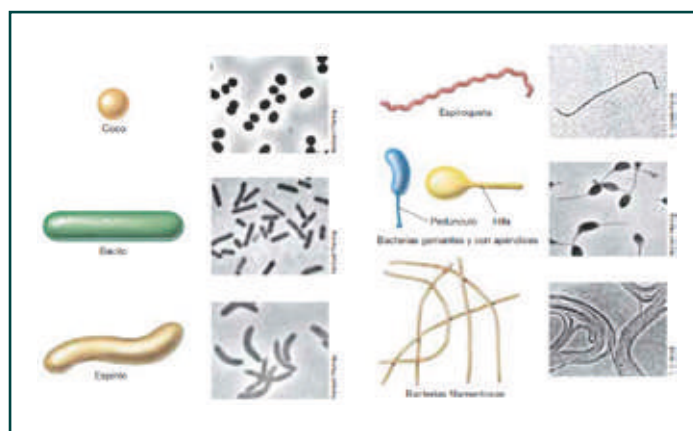 Coco
Bacilo
Espirilo
Espiroqueta
Pedúnculo
Hifa
Bacterias gemantes y con apéndices
Bacterias filamentosas